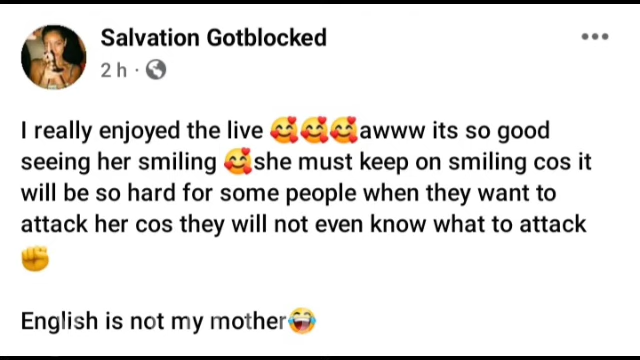 Salvation Gotblocked
2 h ·
I really enjoyed the live 🥰🥰🥰awww its so good
seeing her smiling 🥰she must keep on smiling cos it
will be so hard for some people when they want to
attack her cos they will not even know what to attack
✊
English is not my mother😂